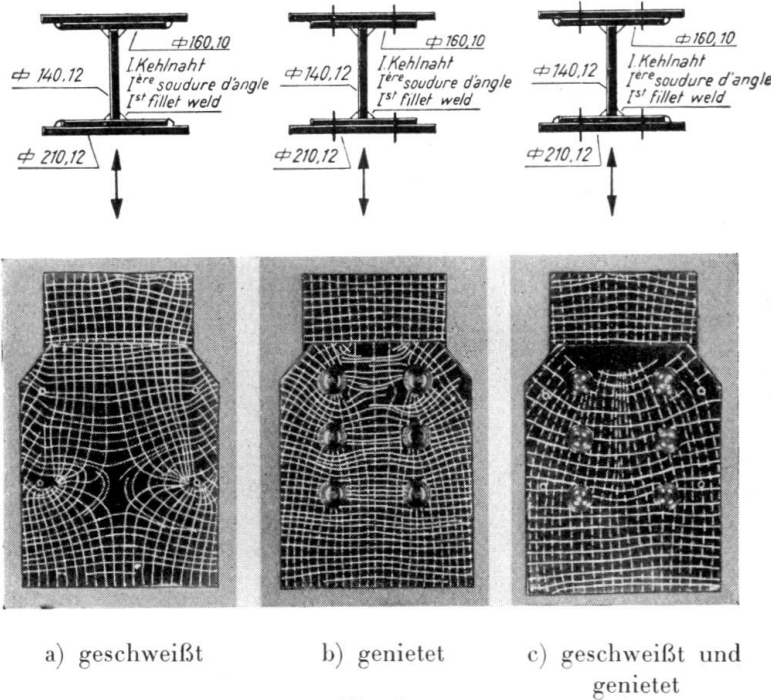 ⌽160,10
I.Kehlnaht
Ière soudure d'angle
Ist fillet weld
⌽140.12
⌽210,12
⌽160,10
I.Kehlnaht
Ière soudure d'angle
Ist fillet weld
⌽140,12
⌽210,12
⌽160,10
I.Kehlnaht
Ière soudure d'angle
Ist fillet weld
⌽140,12
⌽210,12
a) geschweißt
b) genietet
c) geschweißt und
genietet